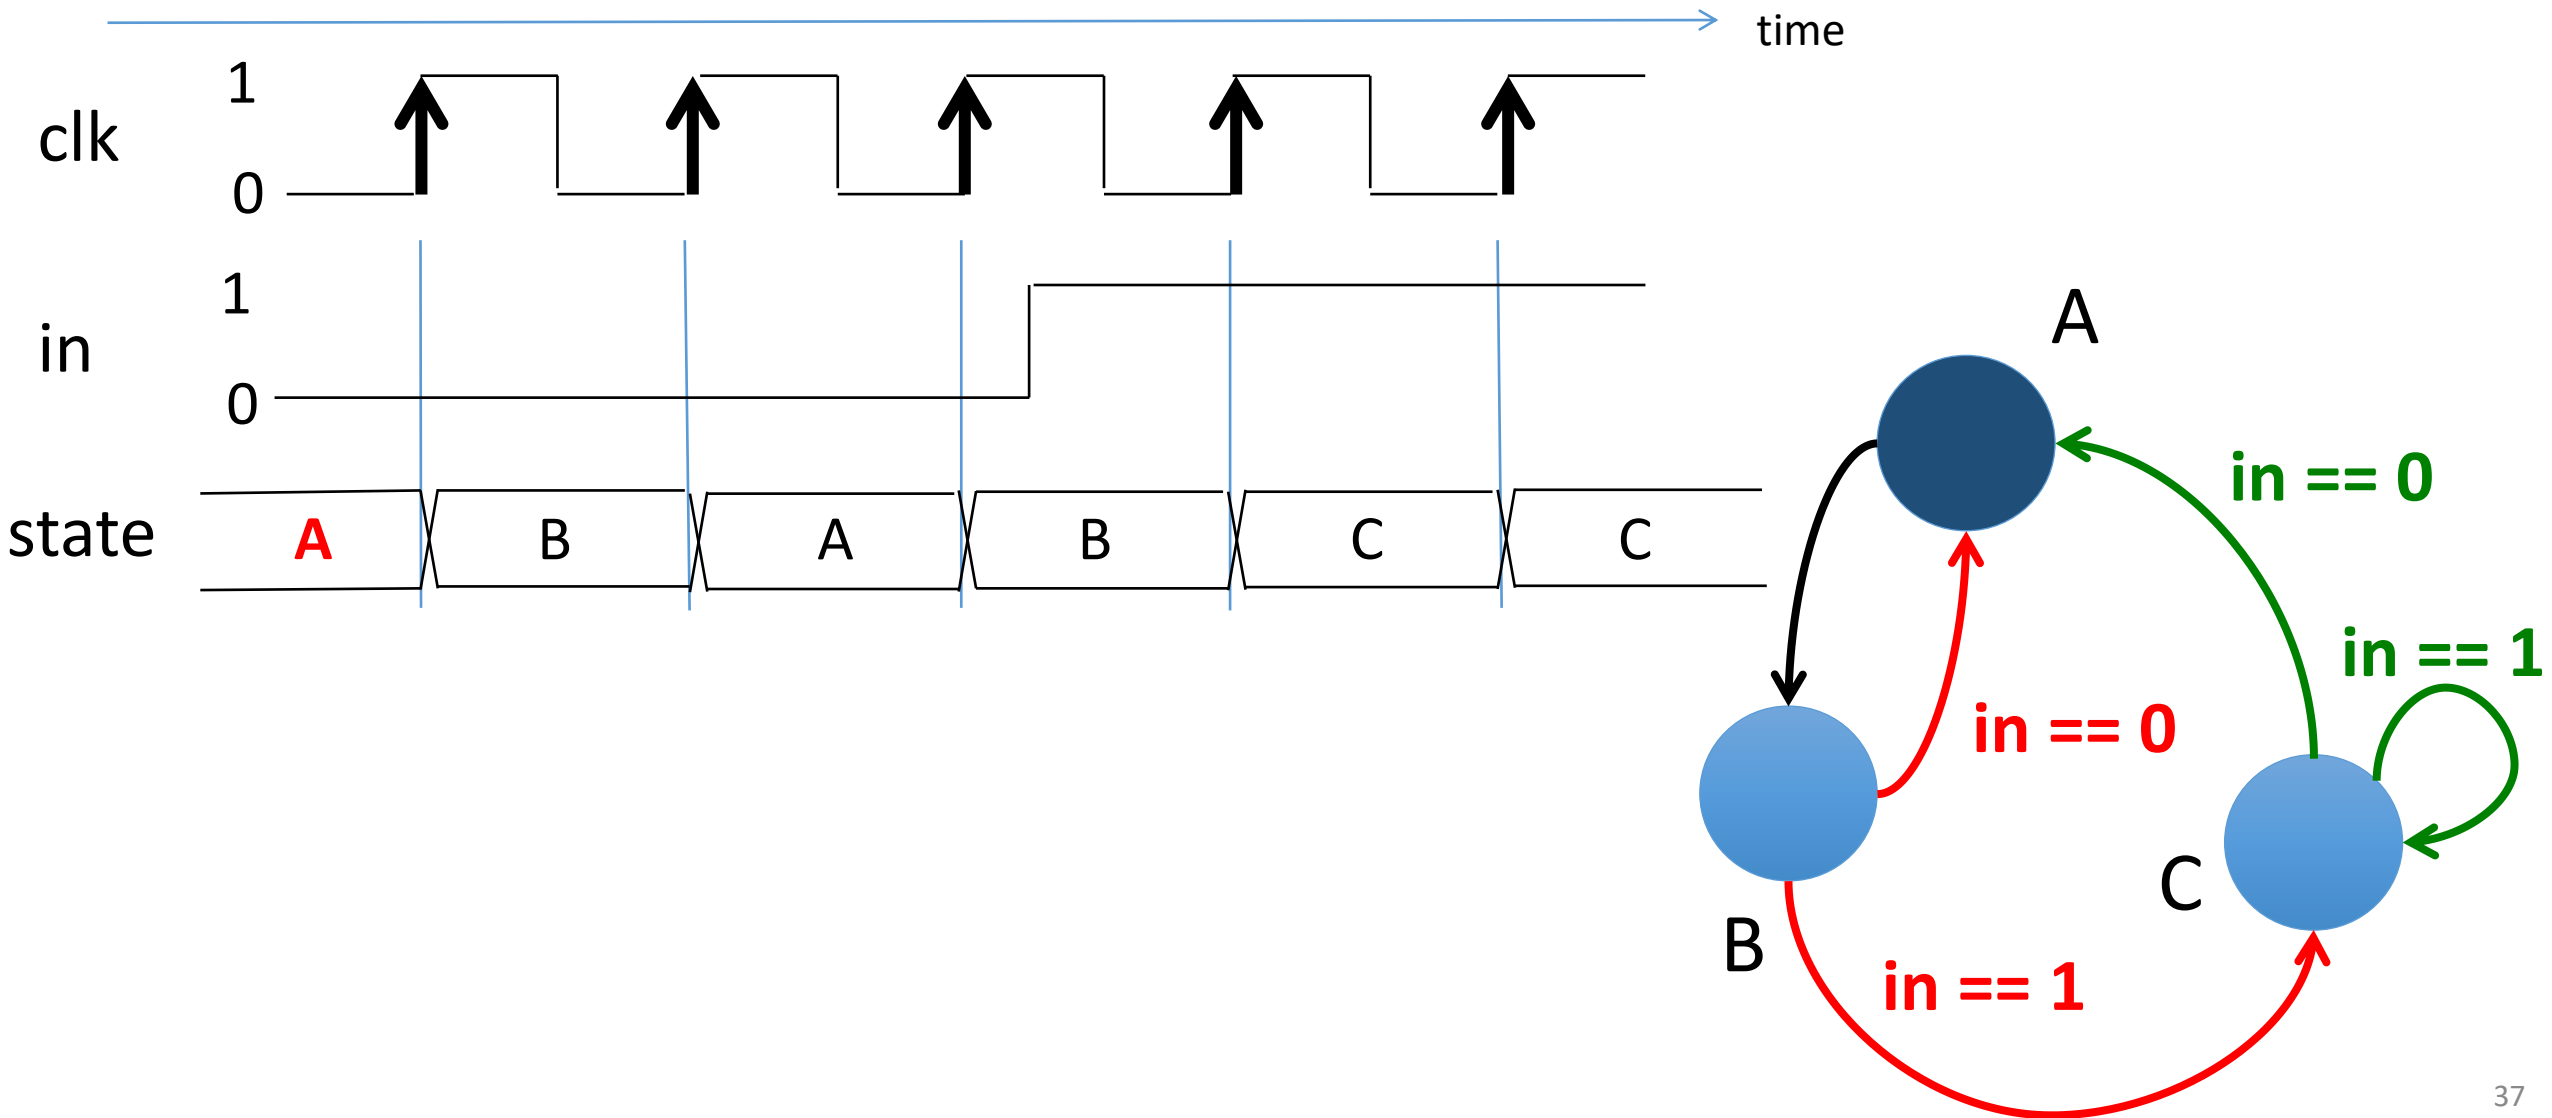 time
1
clk
0
1
in
0
state
A B A B C C
A
in == 0
in == 1
in == 0
C
B
in == 1
37